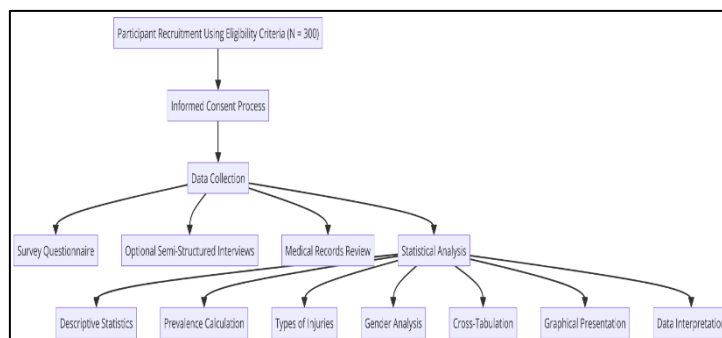 Participant Recruitment Using Eligibility Criteria (N = 300)
Informed Consent Process
Data Collection
Survey Questionnaire
Optional Semi-Structured Interviews
Medical Records Review
Statistical Analysis
Descriptive Statistics
Prevalence Calculation
Types of Injuries
Gender Analysis
Cross-Tabulation
Graphical Presentation
Data Interpretation